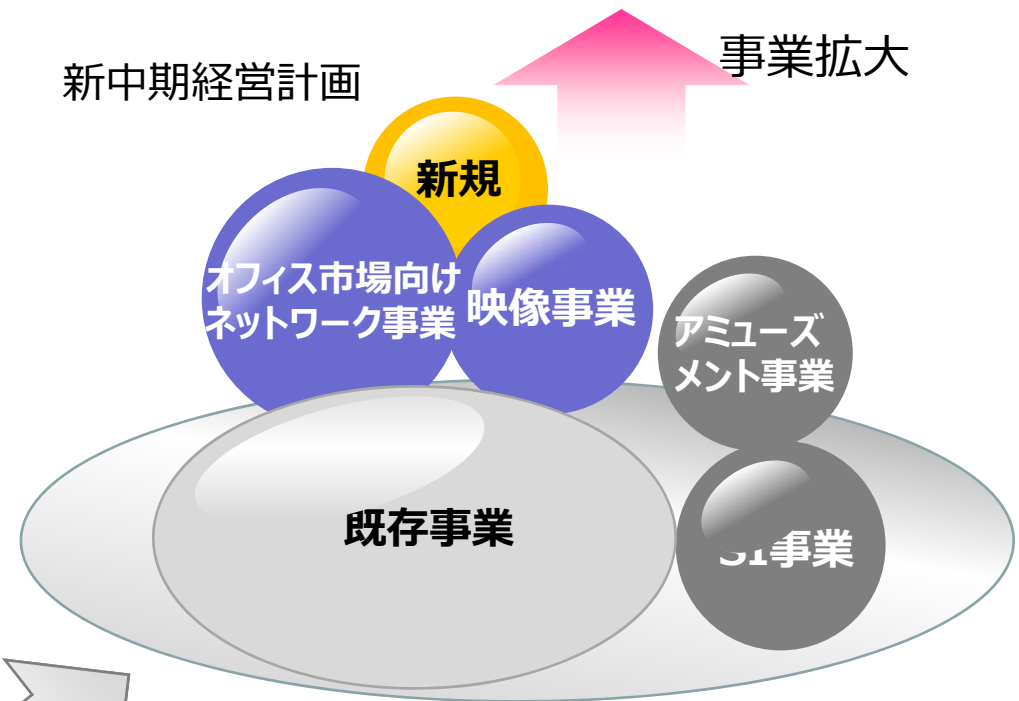 新中期経営計画
事業拡大
新規
オフィス市場向け
ネットワーク事業
映像事業
アミューズ
メント事業
既存事業
SI事業